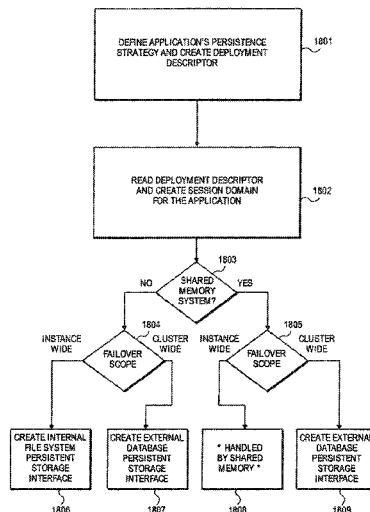 DEFINE APPLICATION'S PERSISTENCE
STRATEGY AND CREATE DEPLOYMENT
DESCRIPTOR
1801
READ DEPLOYMENT DESCRIPTOR
AND CREATE SESSION DOMAIN
FOR THE APPLICATION
1802
1803
NO
SHARED
MEMORY
SYSTEM?
YES
1804
1805
INSTANCE
WIDE
FAILOVER
SCOPE
CLUSTER
WIDE
INSTANCE
WIDE
FAILOVER
SCOPE
CLUSTER
WIDE
CREATE INTERNAL
FILE SYSTEM
PERSISTENT
STORAGE
INTERFACE
CREATE EXTERNAL
DATABASE
PERSISTENT
STORAGE
INTERFACE
* HANDLED
BY SHARED
MEMORY *
CREATE EXTERNAL
DATABASE
PERSISTENT
STORAGE
INTERFACE
1806
1807
1808
1809